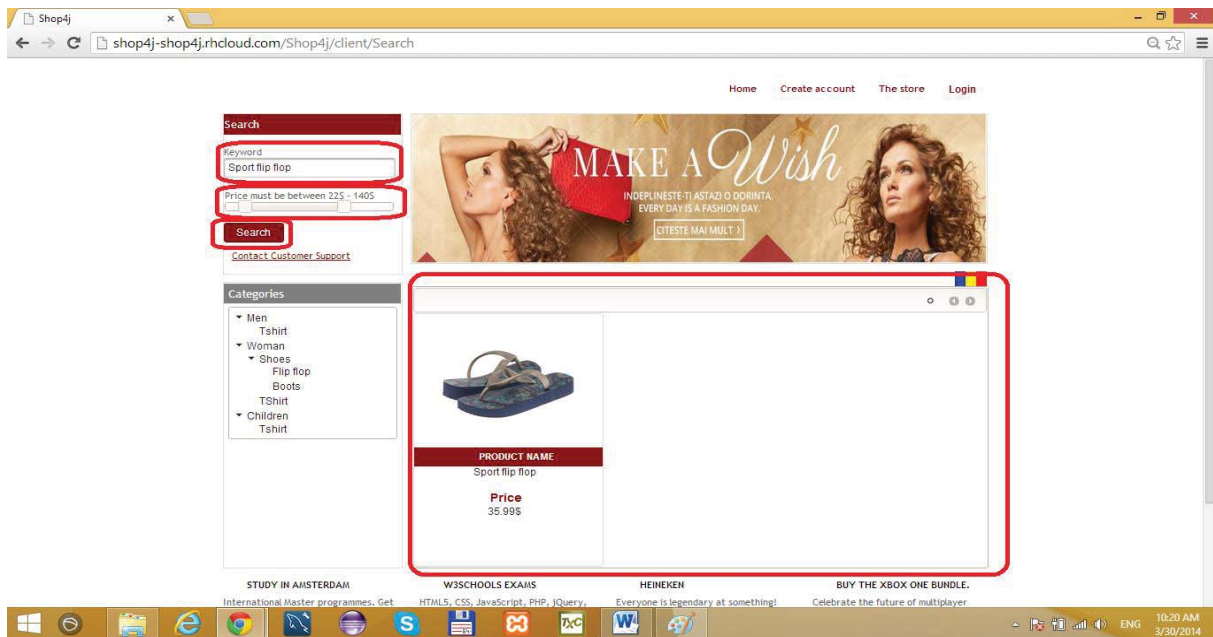 Shop4j
shop4j-shop4j.rhcloud.com/Shop4j/client/Search
Home Create account The store Login
Search
Keyword
Sport flip flop
Price must be between 22$ - 140$
Search
Contact Customer Support
MAKE A Wish
INDEPLINESTE-TI ASTAZI O DORINTA.
EVERY DAY IS A FASHION DAY.
CITESTE MAI MULT
Categories
Men
Tshirt
Woman
Shoes
Flip flop
Boots
TShirt
Children
Tshirt
PRODUCT NAME
Sport flip flop
Price
35.99$
STUDY IN AMSTERDAM
International Master programmes. Get
W3SCHOOLS EXAMS
HTML5, CSS, JavaScript, PHP, jQuery,
HEINEKEN
Everyone is legendary at something!
BUY THE XBOX ONE BUNDLE.
Celebrate the future of multiplayer
TXC
ENG
10:20 AM
3/30/2014